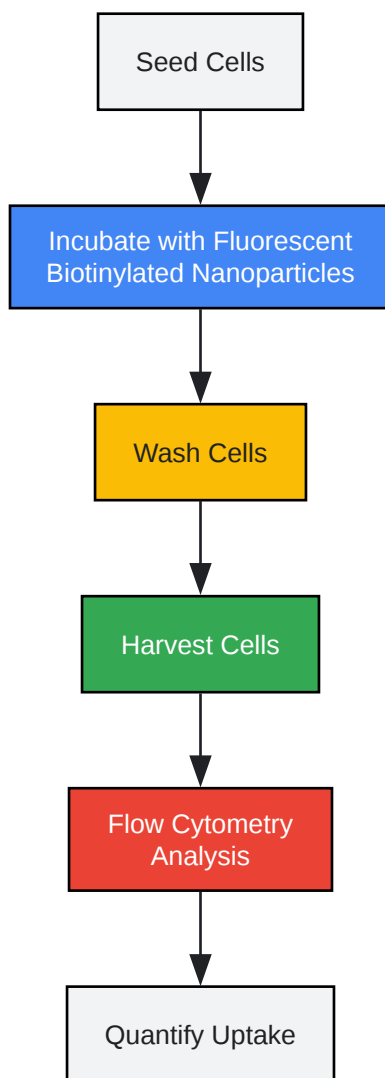 Seed Cells
Incubate with Fluorescent
Biotinylated Nanoparticles
Wash Cells
Harvest Cells
Flow Cytometry
Analysis
Quantify Uptake